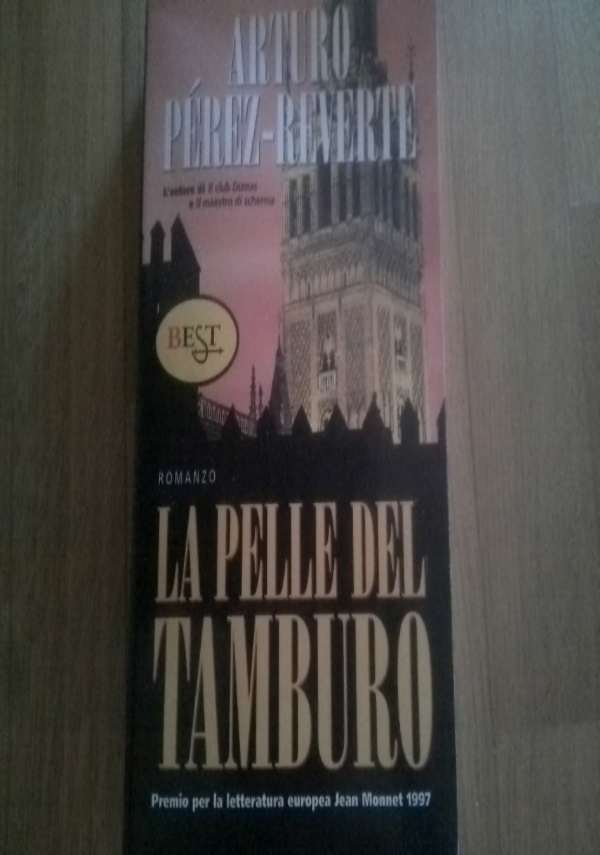 ARTURO
PÉREZ-REVERTE
L'autore di Il club Dumas
e Il maestro di scherma
BEST
ROMANZO
LA PELLE DEL
TAMBURO
Premio per la letteratura europea Jean Monnet 1997